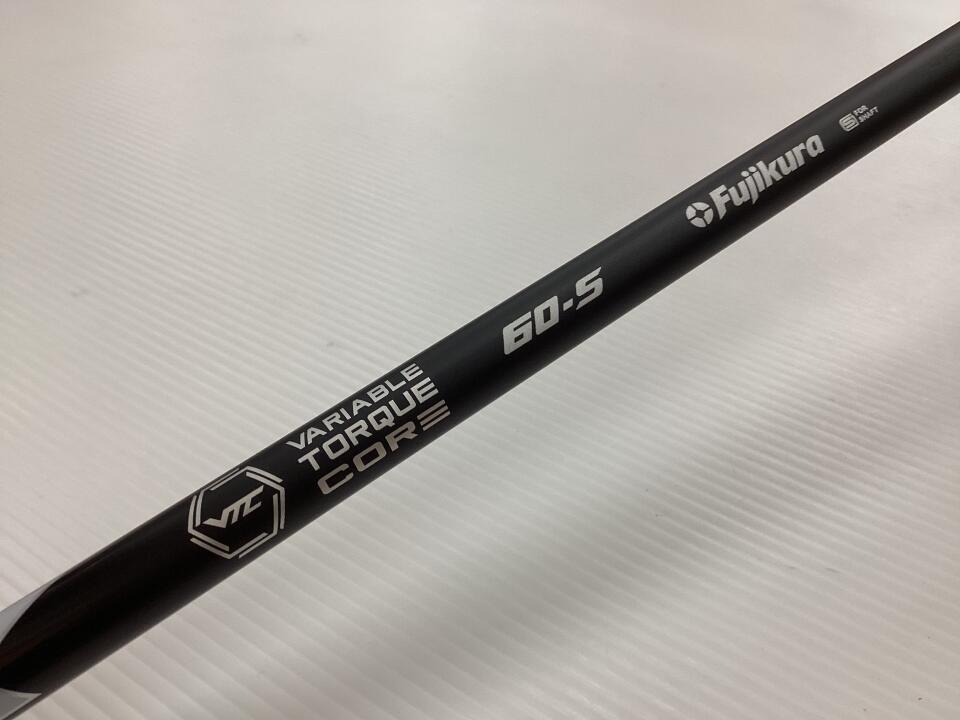 VTC
VARIABLE
TORQUE
CORE
60-S
Fujikura
S FOR
SHAFT